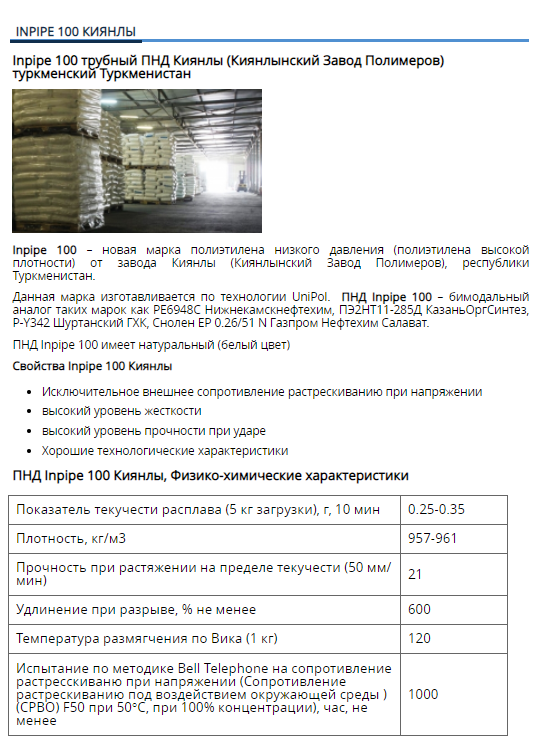 INPIPE 100 КИЯНЛЫ
Inpipe 100 трубный ПНД Киянлы (Киянлынский Завод Полимеров)
туркменский Туркменистан
Inpipe 100 – новая марка полиэтилена низкого давления (полиэтилена высокой
плотности) от завода Киянлы (Киянлынский Завод Полимеров), республики
Туркменистан.
Данная марка изготавливается по технологии UniPol. ПНД Inpipe 100 – бимодальный
аналог таких марок как PE6948C Нижнекамскнефтехим, ПЭ2НТ11-285Д КазаньОргСинтез,
P-Y342 Шуртанский ГХК, Снолен EP 0.26/51 N Газпром Нефтехим Салават.
ПНД Inpipe 100 имеет натуральный (белый цвет)
Свойства Inpipe 100 Киянлы
• Исключительное внешнее сопротивление растрескиванию при напряжении
• высокий уровень жесткости
• высокий уровень прочности при ударе
• Хорошие технологические характеристики
ПНД Inpipe 100 Киянлы, Физико-химические характеристики
Показатель текучести расплава (5 кг загрузки), г, 10 мин 0.25-0.35
Плотность, кг/м3 957-961
Прочность при растяжении на пределе текучести (50 мм/
мин) 21
Удлинение при разрыве, % не менее 600
Температура размягчения по Вика (1 кг) 120
Испытание по методике Bell Telephone на сопротивление
растресскиваню при напряжении (Сопротивление
растрескиванию под воздействием окружающей среды )
(СРВО) F50 при 50°С, при 100% концентрации), час, не
менее 1000